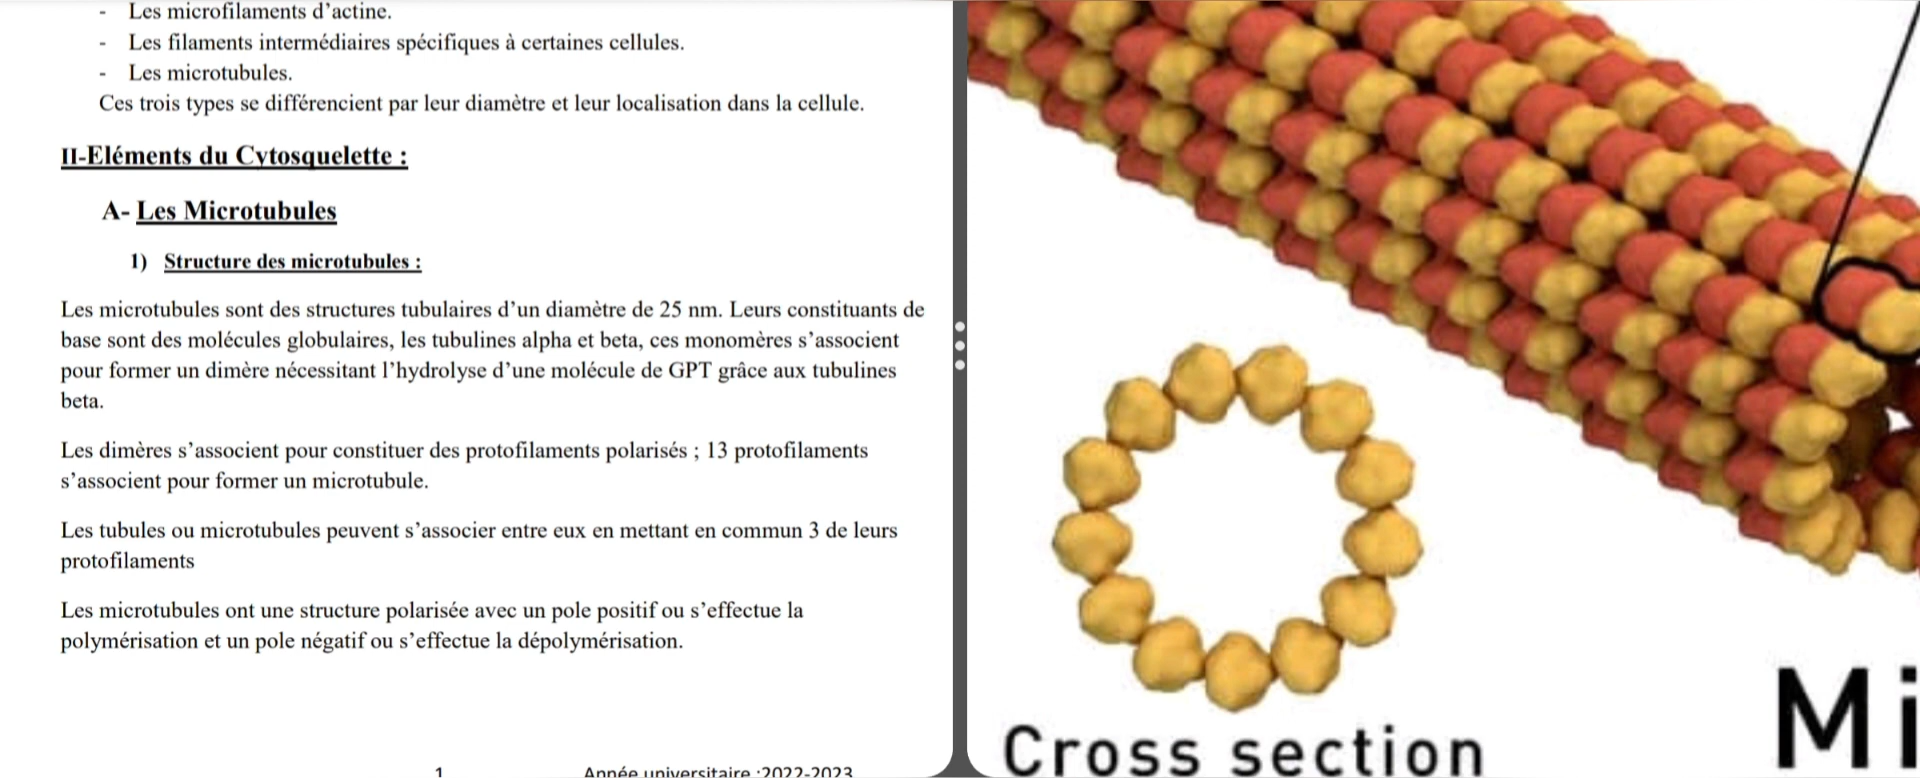 - Les microfilaments d’actine.
- Les filaments intermédiaires spécifiques à certaines cellules.
- Les microtubules.
Ces trois types se différencient par leur diamètre et leur localisation dans la cellule.
II-Eléments du Cytosquelette :
A- Les Microtubules
1) Structure des microtubules :
Les microtubules sont des structures tubulaires d’un diamètre de 25 nm. Leurs constituants de
base sont des molécules globulaires, les tubulines alpha et beta, ces monomères s’associent
pour former un dimère nécessitant l’hydrolyse d’une molécule de GPT grâce aux tubulines
beta.
Les dimères s’associent pour constituer des protofilaments polarisés ; 13 protofilaments
s’associent pour former un microtubule.
Les tubules ou microtubules peuvent s’associer entre eux en mettant en commun 3 de leurs
protofilaments
Les microtubules ont une structure polarisée avec un pole positif ou s’effectue la
polymérisation et un pole négatif ou s’effectue la dépolymérisation.
1 Année universitaire :2022-2023
Cross section
Mi